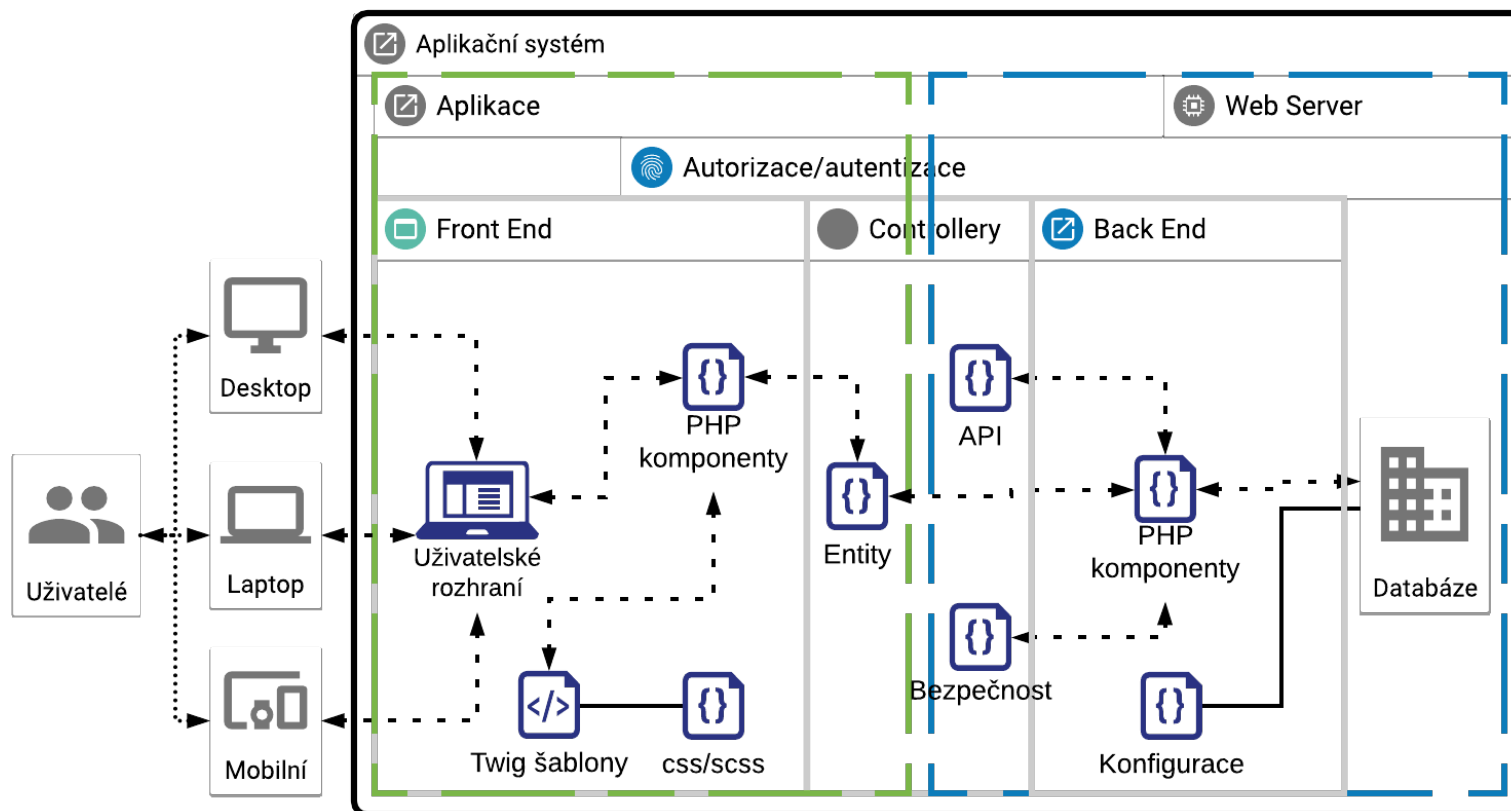 Aplikační systém
Aplikace
Web Server
Autorizace/autentizace
Front End
Controllery
Back End
Desktop
PHP
komponenty
API
Uživatelé
Laptop
Uživatelské
rozhraní
Entity
PHP
komponenty
Databáze
Mobilní
</>
Twig šablony
{}
css/scss
{}
{}
{}
{}
Bezpečnost
{}
{}
Konfigurace